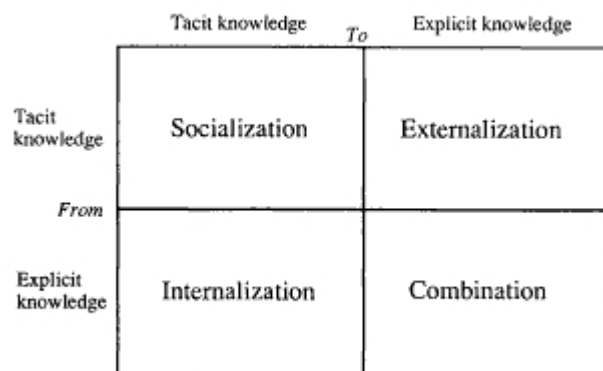 Tacit knowledge To Explicit knowledge
Tacit
knowledge
Socialization Externalization
From
Explicit
knowledge
Internalization Combination